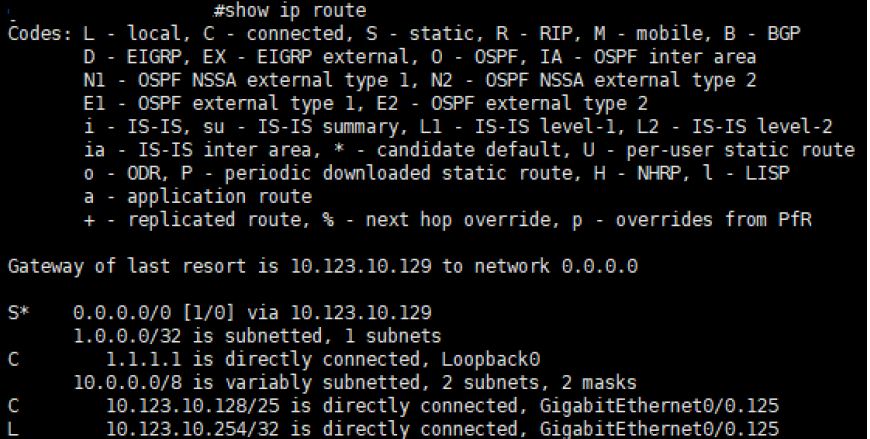 #show ip route
Codes: L - local, C - connected, S - static, R - RIP, M - mobile, B - BGP
D - EIGRP, EX - EIGRP external, O - OSPF, IA - OSPF inter area
N1 - OSPF NSSA external type 1, N2 - OSPF NSSA external type 2
E1 - OSPF external type 1, E2 - OSPF external type 2
i - IS-IS, su - IS-IS summary, L1 - IS-IS level-1, L2 - IS-IS level-2
ia - IS-IS inter area, * - candidate default, U - per-user static route
o - ODR, P - periodic downloaded static route, H - NHRP, l - LISP
a - application route
+ - replicated route, % - next hop override, p - overrides from PfR
Gateway of last resort is 10.123.10.129 to network 0.0.0.0
S* 0.0.0.0/0 [1/0] via 10.123.10.129
1.0.0.0/32 is subnetted, 1 subnets
C 1.1.1.1 is directly connected, Loopback0
10.0.0.0/8 is variably subnetted, 2 subnets, 2 masks
C 10.123.10.128/25 is directly connected, GigabitEthernet0/0.125
L 10.123.10.254/32 is directly connected, GigabitEthernet0/0.125